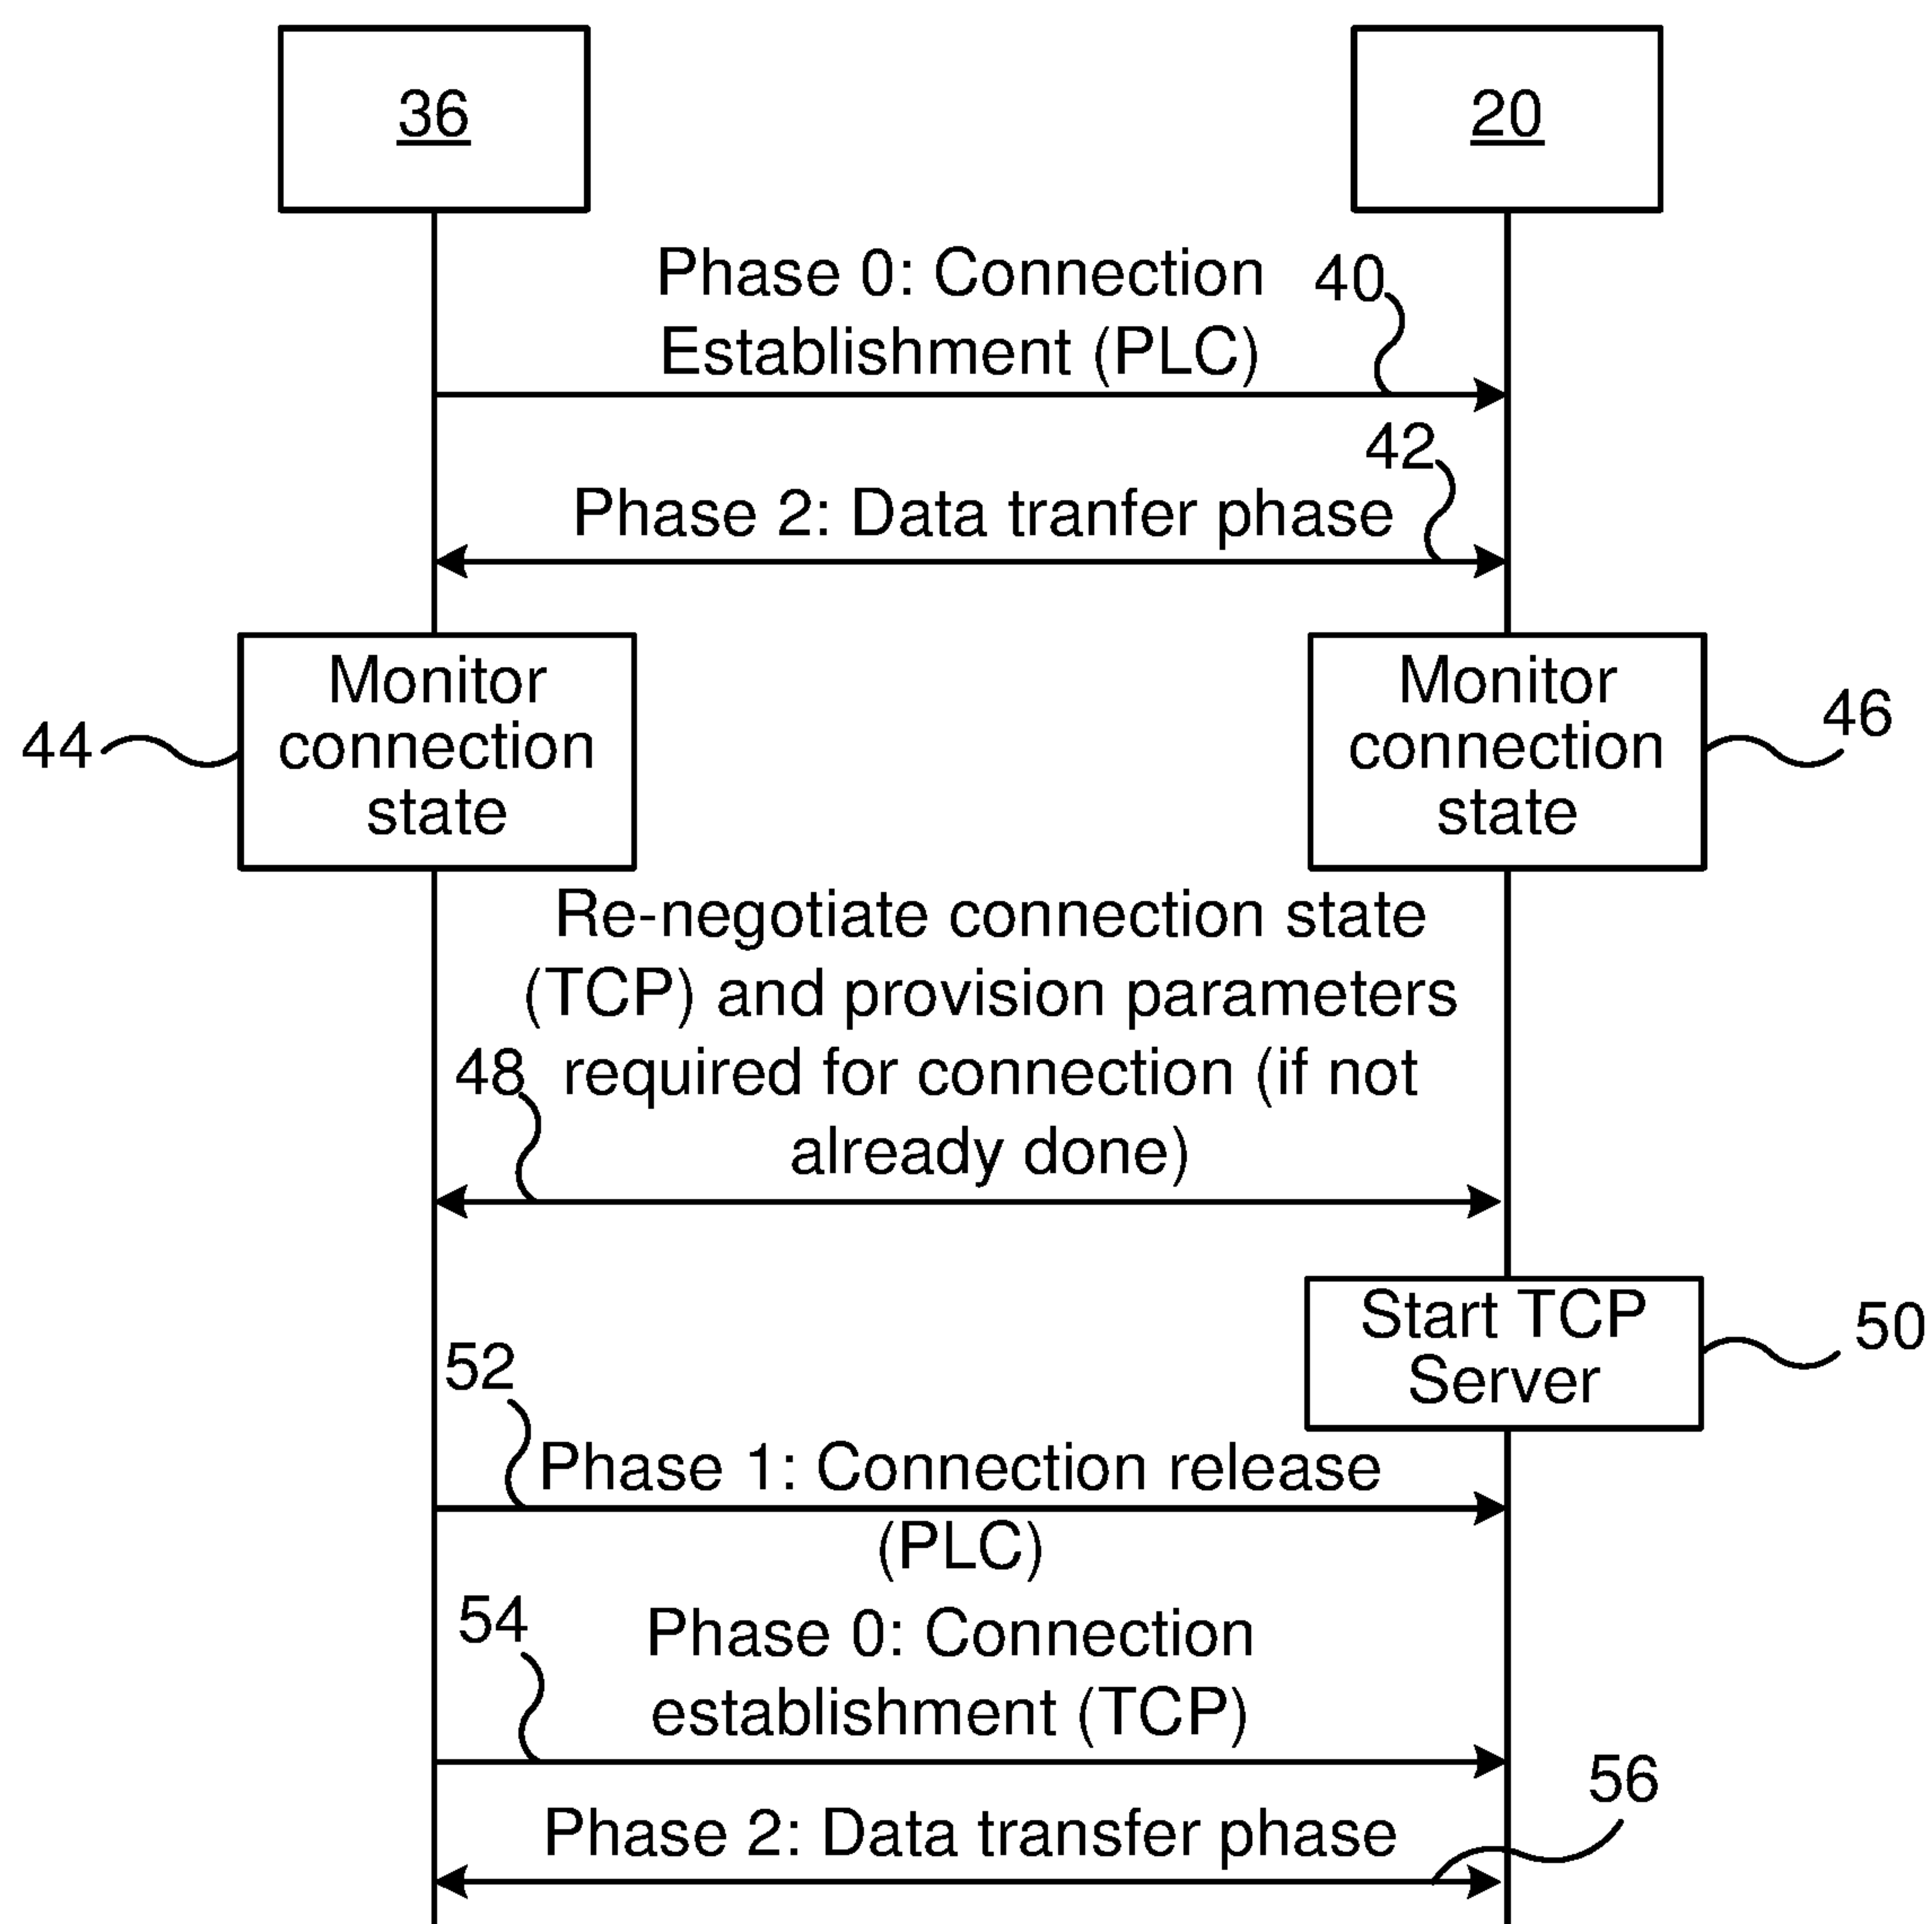 36
20
Phase 0: Connection
Establishment (PLC)
40
42
Phase 2: Data tranfer phase
Monitor
connection
state
44
Monitor
connection
state
46
Re-negotiate connection state
(TCP) and provision parameters
required for connection (if not
already done)
48
Start TCP
Server
50
52
Phase 1: Connection release
(PLC)
54
Phase 0: Connection
establishment (TCP)
56
Phase 2: Data transfer phase